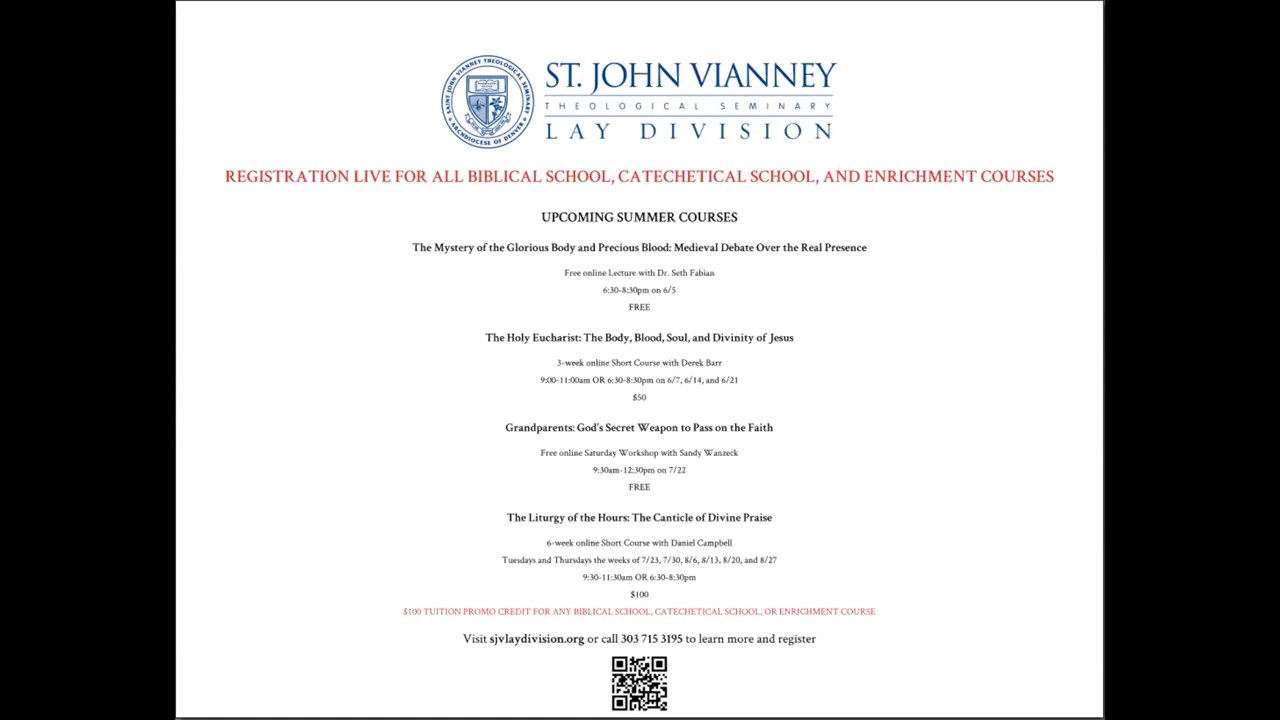 SAINT JOHN VIANNEY THEOLOGICAL SEMINARY
ARCHDIOCESE OF DENVER
ST. JOHN VIANNEY
THEOLOGICAL SEMINARY
LAY DIVISION
REGISTRATION LIVE FOR ALL BIBLICAL SCHOOL, CATECHETICAL SCHOOL, AND ENRICHMENT COURSES
UPCOMING SUMMER COURSES
The Mystery of the Glorious Body and Precious Blood: Medieval Debate Over the Real Presence
Free online Lecture with Dr. Seth Fabian
6:30-8:30pm on 6/5
FREE
The Holy Eucharist: The Body, Blood, Soul, and Divinity of Jesus
3-week online Short Course with Derek Barr
9:00-11:00am OR 6:30-8:30pm on 6/7, 6/14, and 6/21
$50
Grandparents: God's Secret Weapon to Pass on the Faith
Free online Saturday Workshop with Sandy Wanzeck
9:30am-12:30pm on 7/22
FREE
The Liturgy of the Hours: The Canticle of Divine Praise
6-week online Short Course with Daniel Campbell
Tuesdays and Thursdays the weeks of 7/23, 7/30, 8/6, 8/13, 8/20, and 8/27
9:30-11:30am OR 6:30-8:30pm
$100
$100 TUITION PROMO CREDIT FOR ANY BIBLICAL SCHOOL, CATECHETICAL SCHOOL, OR ENRICHMENT COURSE
Visit sjvlaydivision.org or call 303 715 3195 to learn more and register